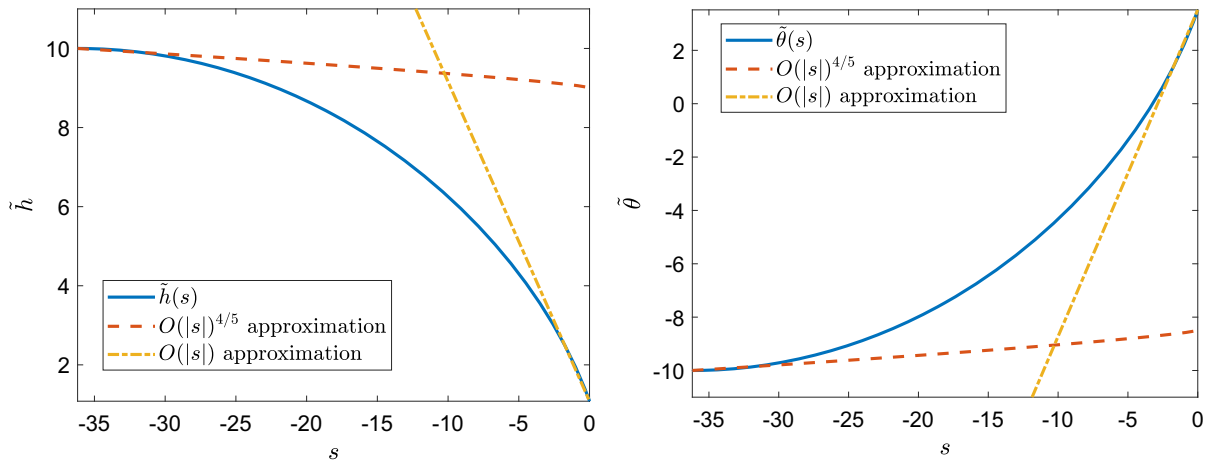 10
8
6
4
2
h̃
h̃(s)
O(|s|)^{4/5} approximation
O(|s|) approximation
-35 -30 -25 -20 -15 -10 -5 0
s
2
0
-2
-4
-6
-8
-10
θ̃
θ̃(s)
O(|s|)^{4/5} approximation
O(|s|) approximation
-35 -30 -25 -20 -15 -10 -5 0
s